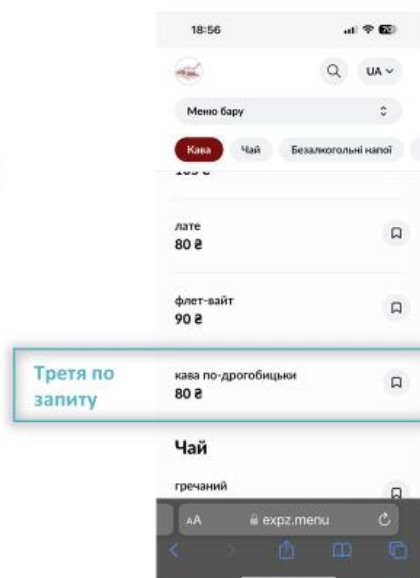 18:56
70
UA
Меню бару
Кава
Чай
Безалкогольні напої
лате
80 ₴
флет-вайт
90 ₴
Третя по
запиту
кава по-дрогобицьки
80 ₴
Чай
гречаний
AA
expz.menu